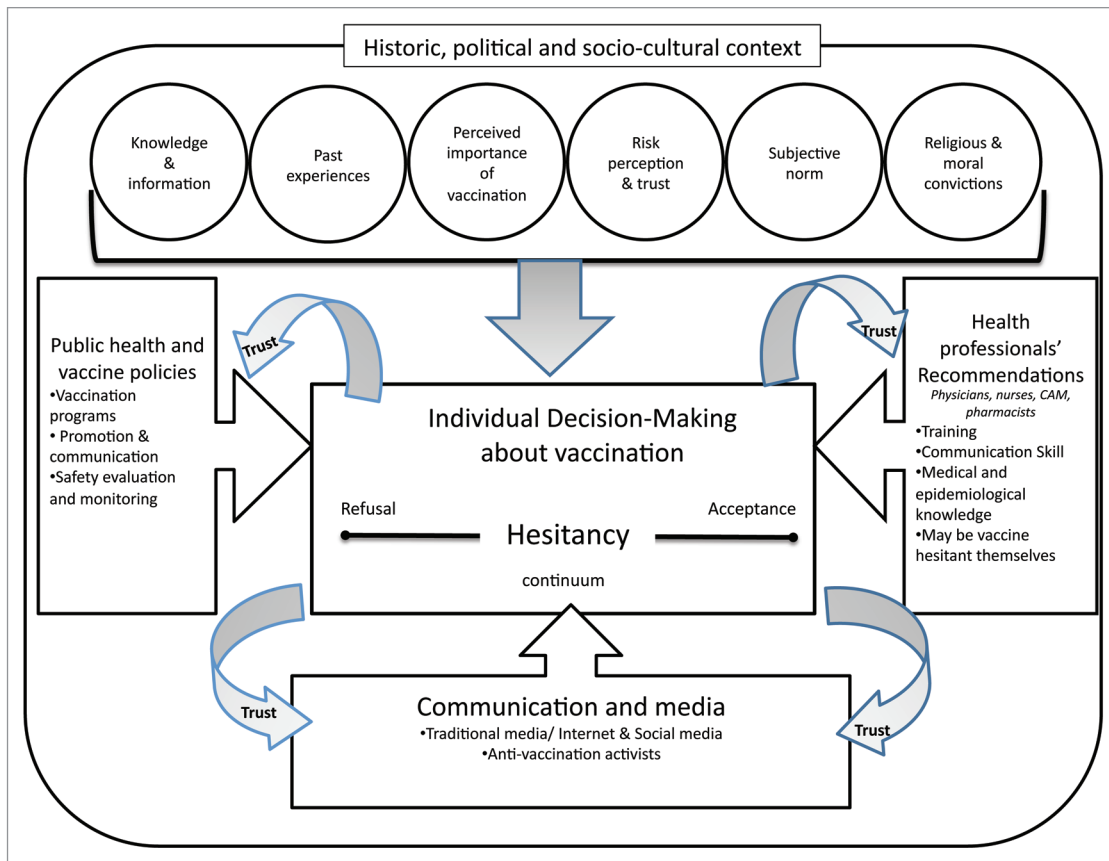 Historic, political and socio-cultural context
Knowledge
&
information
Past
experiences
Perceived
importance
of
vaccination
Risk
perception
& trust
Subjective
norm
Religious &
moral
convictions
Public health and
vaccine policies
•Vaccination
programs
• Promotion &
communication
•Safety evaluation
and monitoring
Trust
Trust
Health
professionals’
Recommendations
Physicians, nurses, CAM,
pharmacists
•Training
•Communication Skill
•Medical and
epidemiological
knowledge
•May be vaccine
hesitant themselves
Individual Decision-Making
about vaccination
Refusal
Acceptance
Hesitancy
continuum
Trust
Trust
Communication and media
•Traditional media/ Internet & Social media
•Anti-vaccination activists